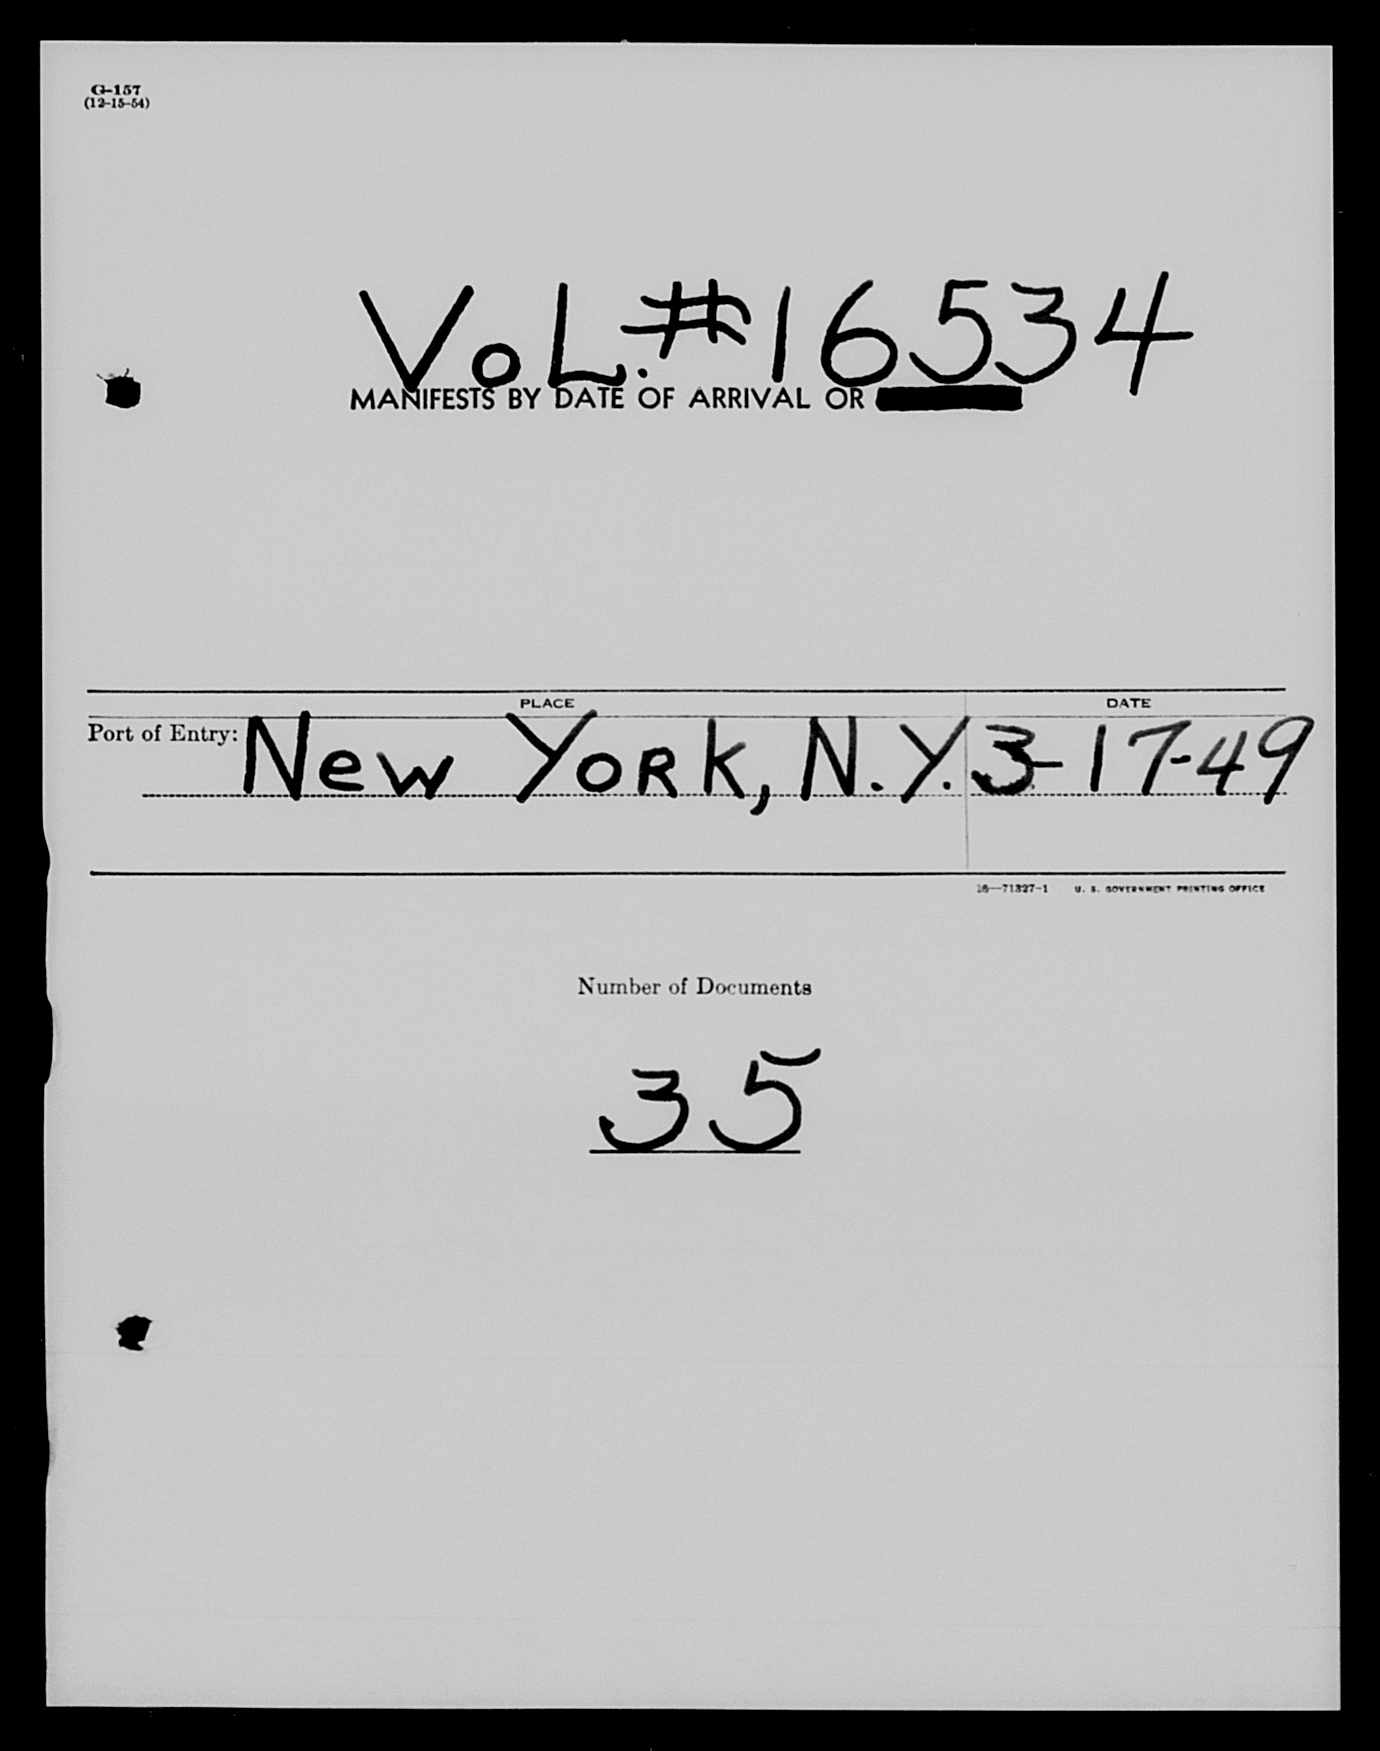 G-157
(12-15-54)
VoL. #16534
MANIFESTS BY DATE OF ARRIVAL OR
PLACE DATE
Port of Entry: New York, N.Y. 3-17-49
16—71327-1 U. S. GOVERNMENT PRINTING OFFICE
Number of Documents
35